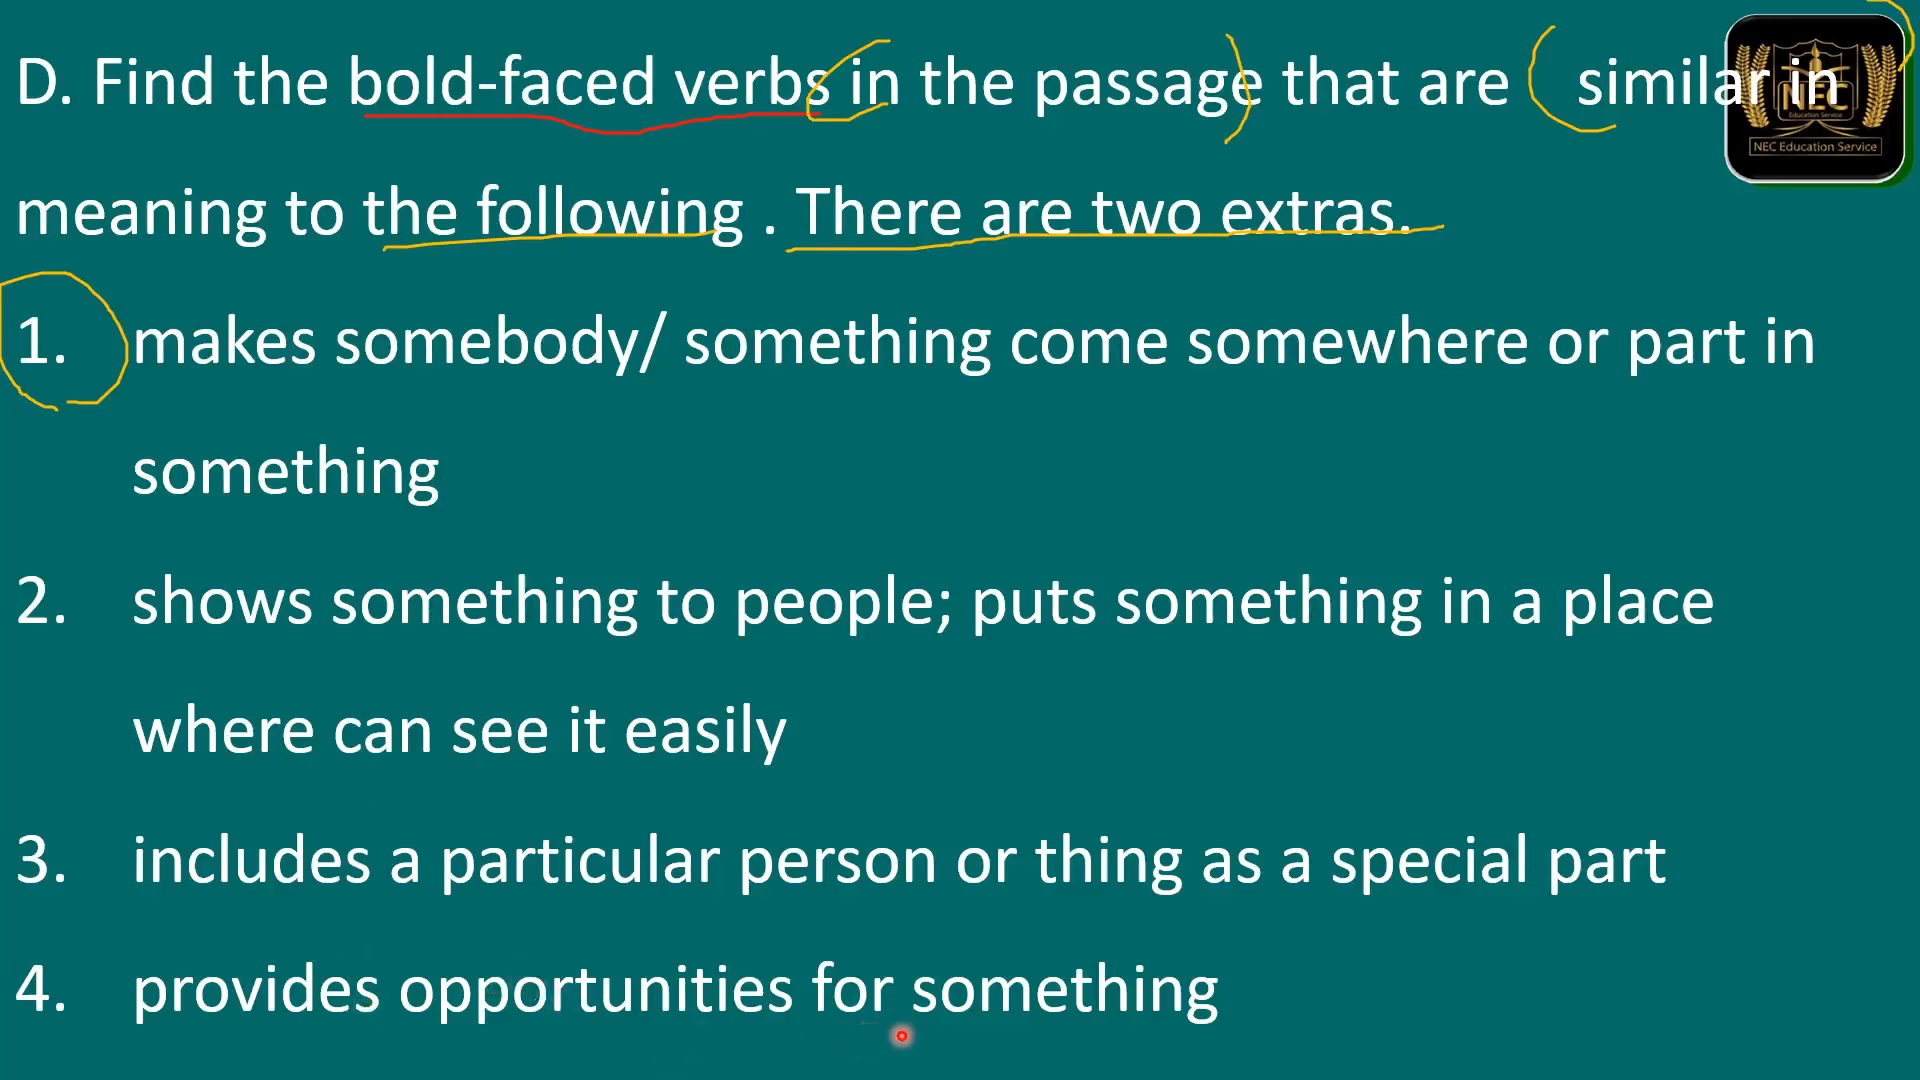 D. Find the bold-faced verbs in the passage that are similar in
meaning to the following . There are two extras.
1. makes somebody/ something come somewhere or part in
something
2. shows something to people; puts something in a place
where can see it easily
3. includes a particular person or thing as a special part
4. provides opportunities for something
NEC
Education Service
NEC Education Service